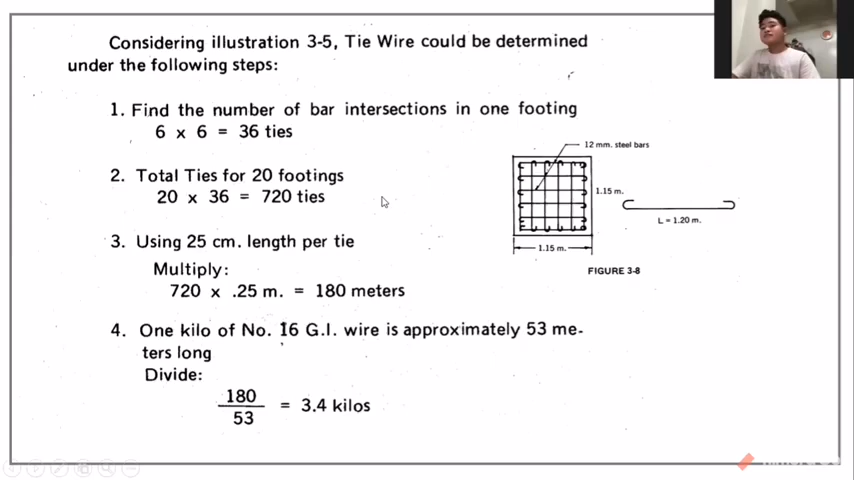 Considering illustration 3-5, Tie Wire could be determined
under the following steps:
1. Find the number of bar intersections in one footing
6 x 6 = 36 ties
2. Total Ties for 20 footings
20 x 36 = 720 ties
3. Using 25 cm. length per tie
Multiply:
720 x .25 m. = 180 meters
4. One kilo of No. 16 G.I. wire is approximately 53 me-
ters long
Divide:
180
53
= 3.4 kilos
12 mm. steel bars
1.15 m.
L = 1.20 m.
1.15 m.
FIGURE 3-8